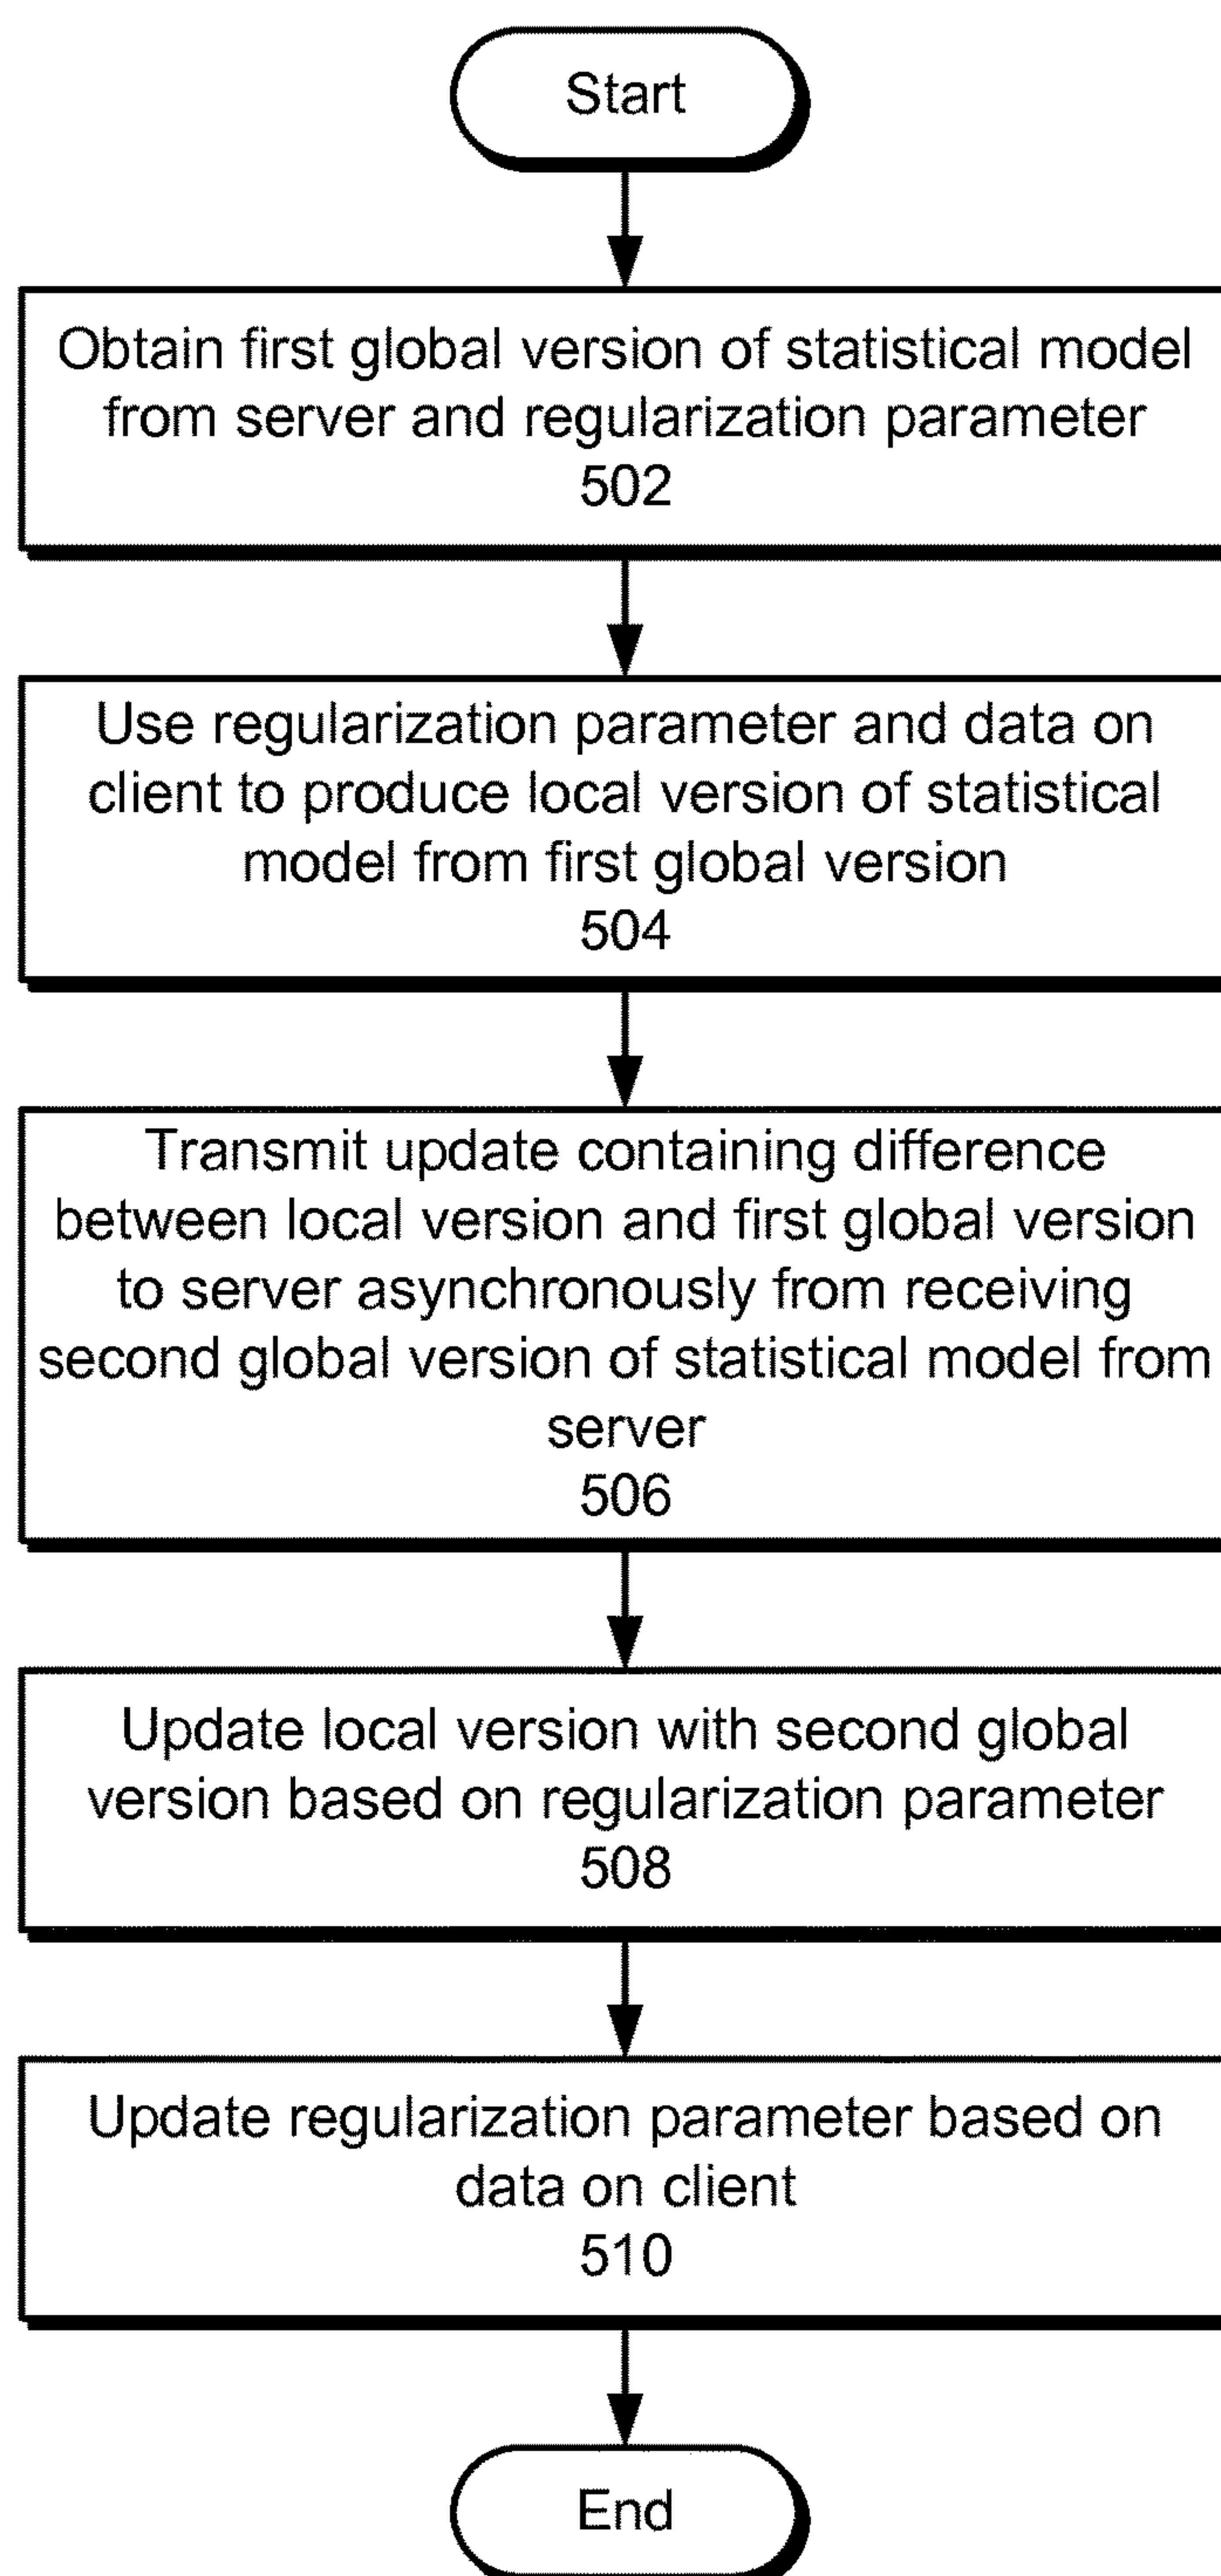 Start
Obtain first global version of statistical model
from server and regularization parameter
502
Use regularization parameter and data on
client to produce local version of statistical
model from first global version
504
Transmit update containing difference
between local version and first global version
to server asynchronously from receiving
second global version of statistical model from
server
506
Update local version with second global
version based on regularization parameter
508
Update regularization parameter based on
data on client
510
End